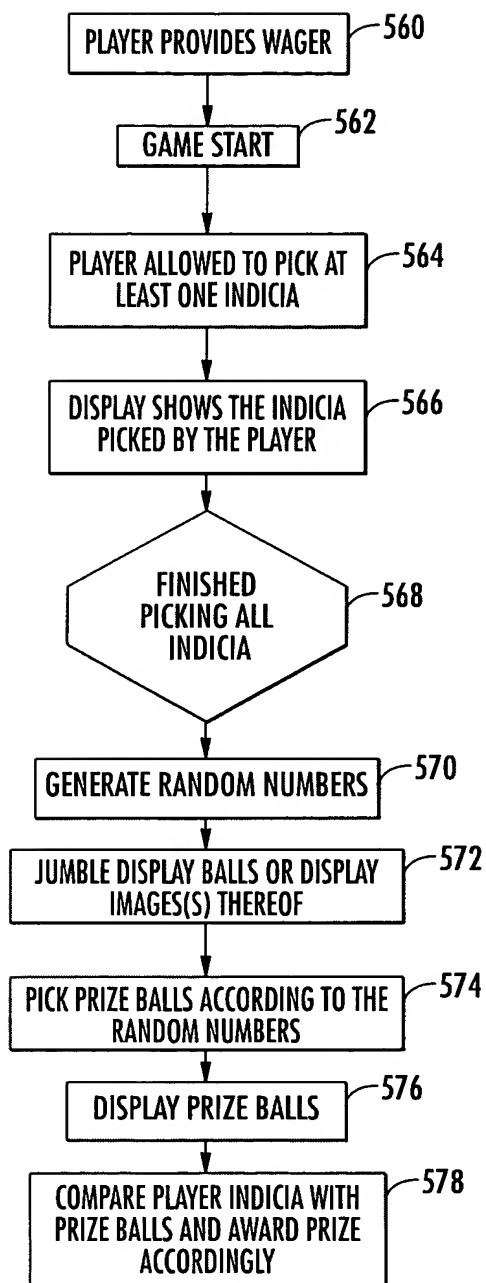 PLAYER PROVIDES WAGER
560
GAME START
562
PLAYER ALLOWED TO PICK AT
LEAST ONE INDICIA
564
DISPLAY SHOWS THE INDICIA
PICKED BY THE PLAYER
566
FINISHED
PICKING ALL
INDICIA
568
GENERATE RANDOM NUMBERS
570
JUMBLE DISPLAY BALLS OR DISPLAY
IMAGES(S) THEREOF
572
PICK PRIZE BALLS ACCORDING TO THE
RANDOM NUMBERS
574
DISPLAY PRIZE BALLS
576
COMPARE PLAYER INDICIA WITH
PRIZE BALLS AND AWARD PRIZE
ACCORDINGLY
578